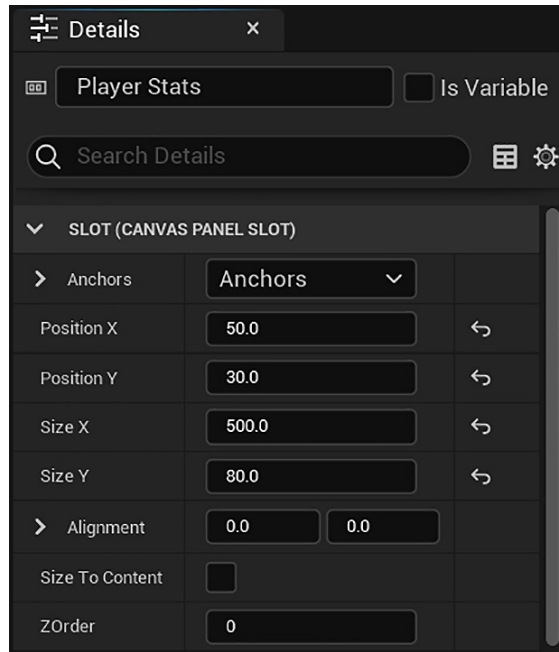 Details
Player Stats
Is Variable
Search Details
SLOT (CANVAS PANEL SLOT)
Anchors Anchors
Position X 50.0
Position Y 30.0
Size X 500.0
Size Y 80.0
Alignment 0.0 0.0
Size To Content
ZOrder 0